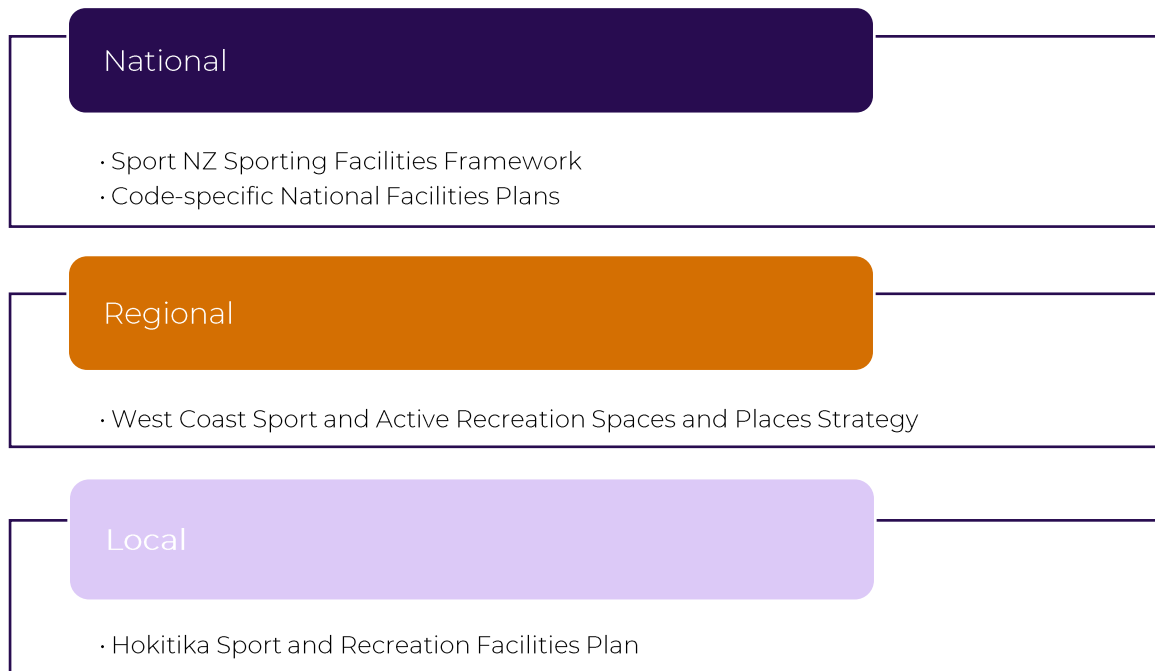 National
· Sport NZ Sporting Facilities Framework
· Code-specific National Facilities Plans
Regional
· West Coast Sport and Active Recreation Spaces and Places Strategy
Local
· Hokitika Sport and Recreation Facilities Plan